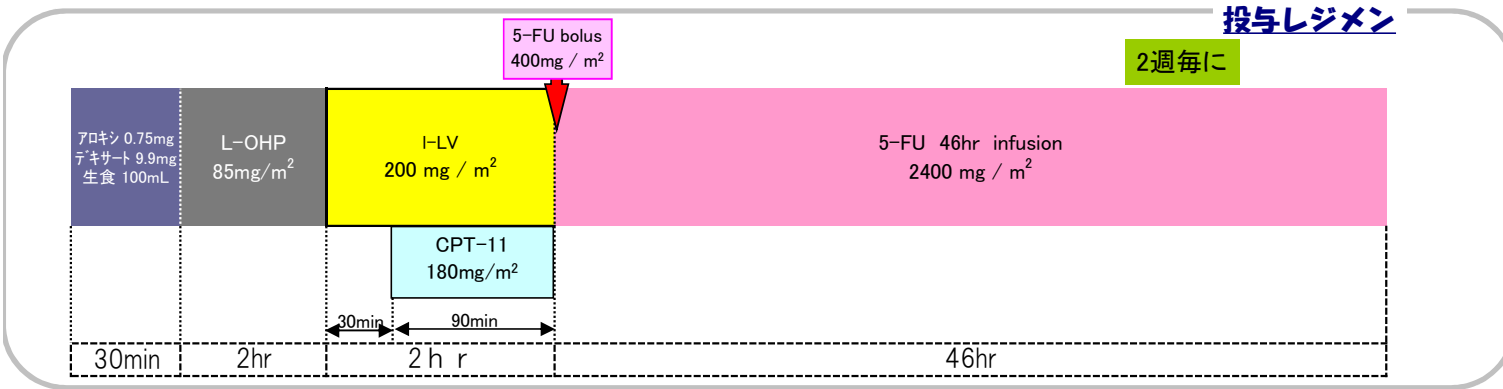 投与レジメン
5-FU bolus
400mg / m²
2週毎に
アロキシ 0.75mg
デキサート 9.9mg
生食 100mL
L-OHP
85mg/m²
l-LV
200 mg / m²
5-FU 46hr infusion
2400 mg / m²
CPT-11
180mg/m²
30min
90min
30min
2hr
2hr
46hr